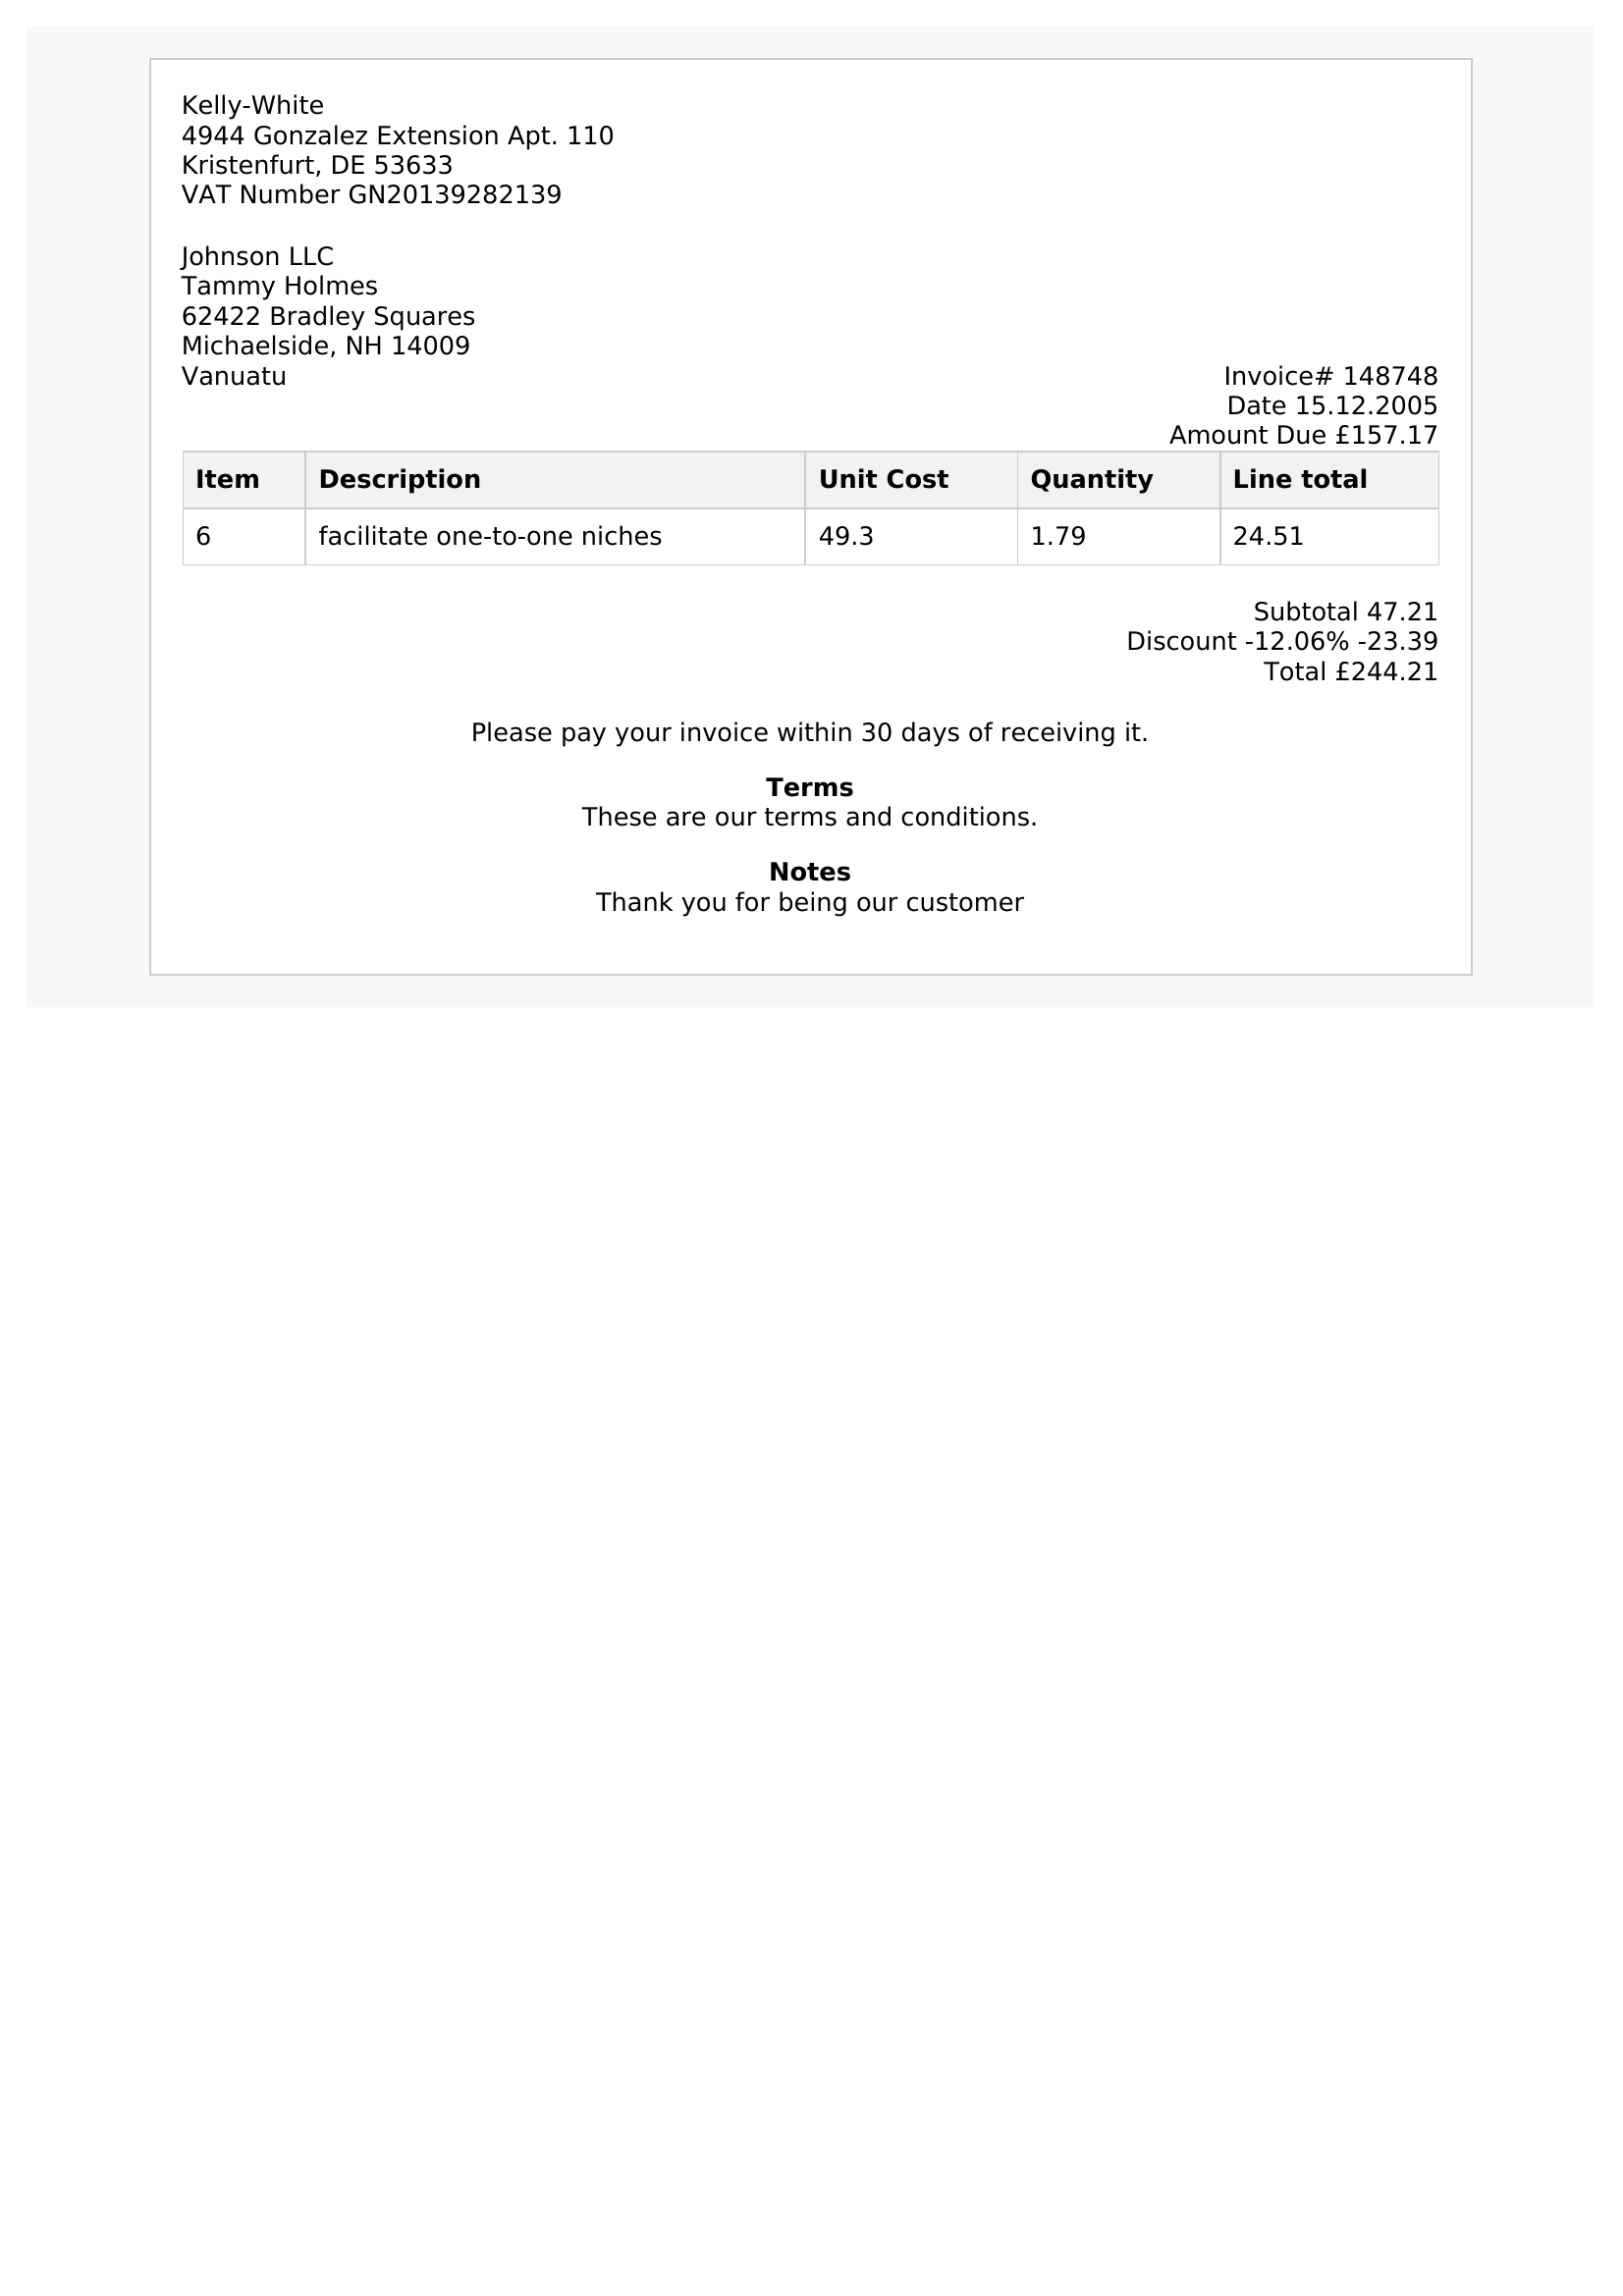 Kelly-White
4944 Gonzalez Extension Apt. 110
Kristenfurt, DE 53633
VAT Number GN20139282139
Johnson LLC
Tammy Holmes
62422 Bradley Squares
Michaelside, NH 14009
Vanuatu
Invoice# 148748
Date 15.12.2005
Amount Due £157.17
Item Description Unit Cost Quantity Line total
6 facilitate one-to-one niches 49.3 1.79 24.51
Subtotal 47.21
Discount -12.06% -23.39
Total £244.21
Please pay your invoice within 30 days of receiving it.
Terms
These are our terms and conditions.
Notes
Thank you for being our customer